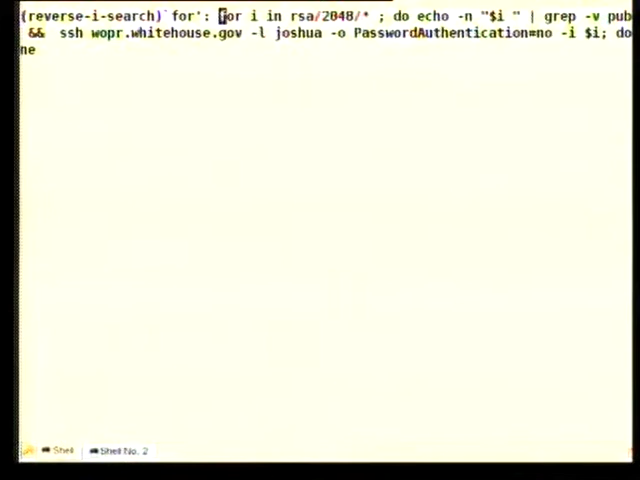 (reverse-i-search)`for': for i in rsa/2048/* ; do echo -n "$i " | grep -v pub
 &&  ssh wopr.whitehouse.gov -l joshua -o PasswordAuthentication=no -i $i; do
ne
Shell
Shell No. 2